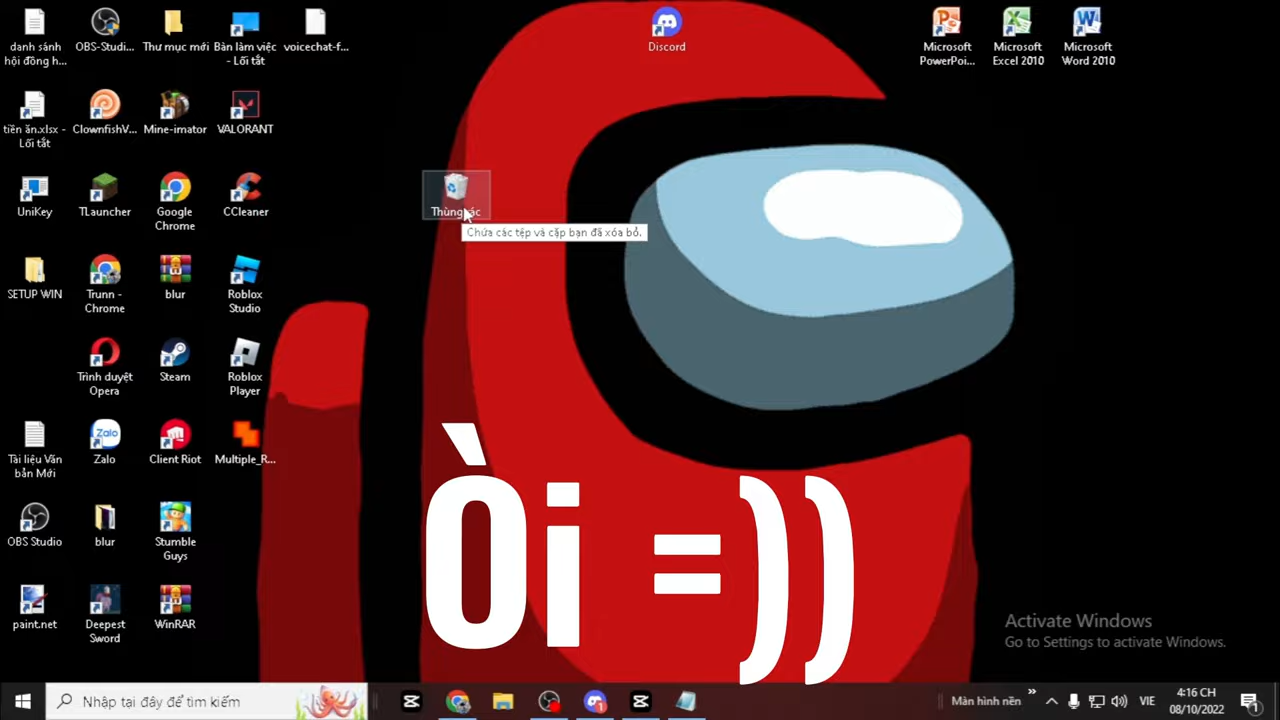 danh sánh
hội đồng h...
OBS-Studi...
Thư mục mới
Bàn làm việc
- Lối tắt
voicechat-f...
Discord
Microsoft
PowerPoi...
Microsoft
Excel 2010
Microsoft
Word 2010
tiền ăn.xlsx -
Lối tắt
ClownfishV...
Mine-imator
VALORANT
UniKey
TLauncher
Google
Chrome
CCleaner
Thùng rác
Chứa các tệp và cặp bạn đã xóa bỏ.
SETUP WIN
Trunn -
Chrome
blur
Roblox
Studio
Trình duyệt
Opera
Steam
Roblox
Player
Tài liệu Văn
bản Mới
Zalo
Client Riot
Multiple_R...
Òi =))
OBS Studio
blur
Stumble
Guys
paint.net
Deepest
Sword
WinRAR
Activate Windows
Go to Settings to activate Windows.
Nhập tại đây để tìm kiếm
Màn hình nền
VIE
4:16 CH
08/10/2022